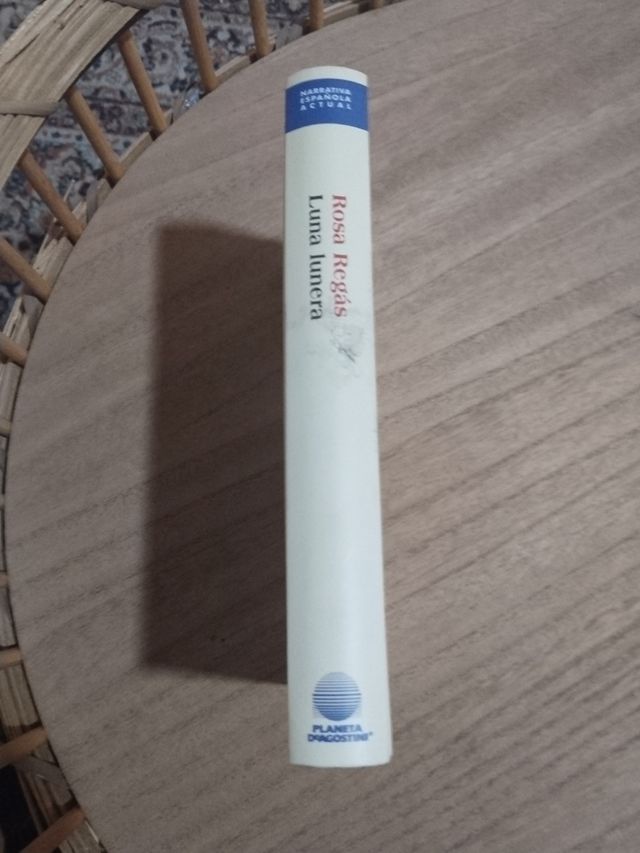 NARRATIVA
ESPAÑOLA
ACTUAL
Rosa Regás
Luna lunera
PLANETA
DeAGOSTINI®